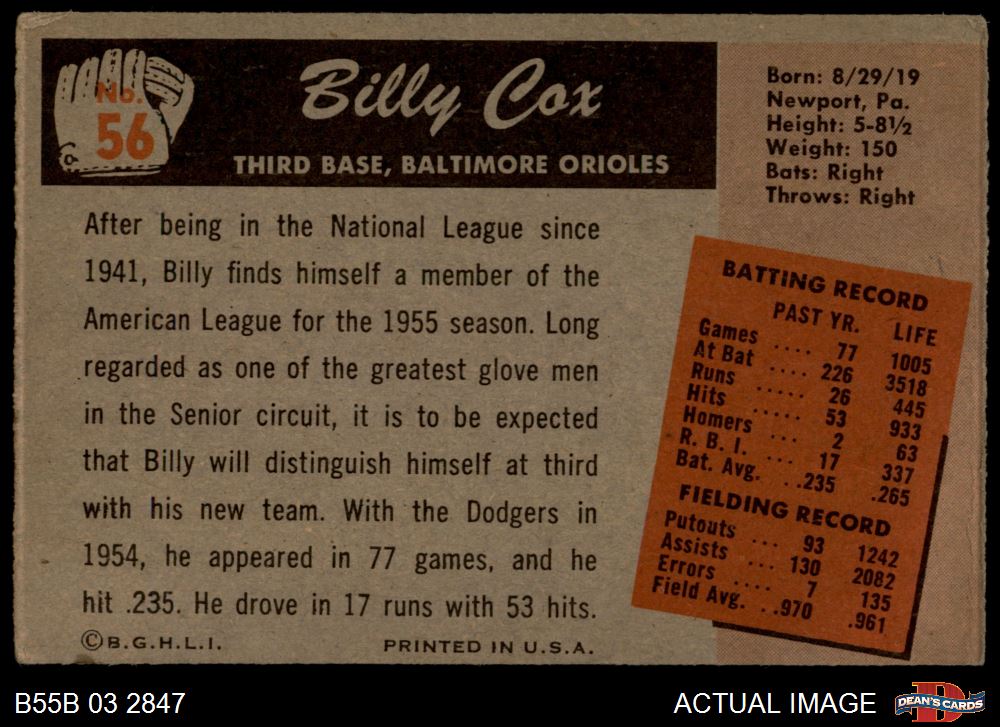 No.
56
Billy Cox
THIRD BASE, BALTIMORE ORIOLES
Born: 8/29/19
Newport, Pa.
Height: 5-8½
Weight: 150
Bats: Right
Throws: Right
After being in the National League since
1941, Billy finds himself a member of the
American League for the 1955 season. Long
regarded as one of the greatest glove men
in the Senior circuit, it is to be expected
that Billy will distinguish himself at third
with his new team. With the Dodgers in
1954, he appeared in 77 games, and he
hit .235. He drove in 17 runs with 53 hits.
©B.G.H.L.I. PRINTED IN U.S.A.
BATTING RECORD
PAST YR. LIFE
Games .... 77 1005
At Bat .... 226 3518
Runs ..... 26 445
Hits ..... 53 933
Homers ... 2 63
R. B. I. ... 17 337
Bat. Avg. ..235 .265
FIELDING RECORD
Putouts ... 93 1242
Assists ... 130 2082
Errors .... 7 135
Field Avg. ..970 .961
B55B 03 2847 ACTUAL IMAGE
D
DEAN'S CARDS